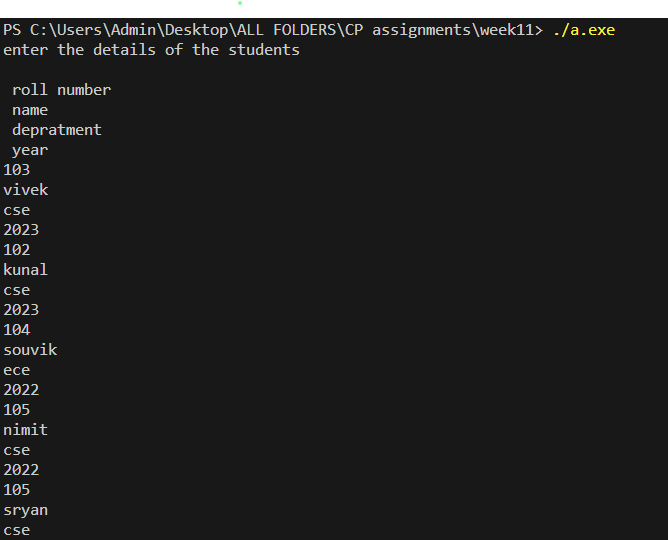 PS C:\Users\Admin\Desktop\ALL FOLDERS\CP assignments\week11> ./a.exe
enter the details of the students
roll number
name
depratment
year
103
vivek
cse
2023
102
kunal
cse
2023
104
souvik
ece
2022
105
nimit
cse
2022
105
sryan
cse